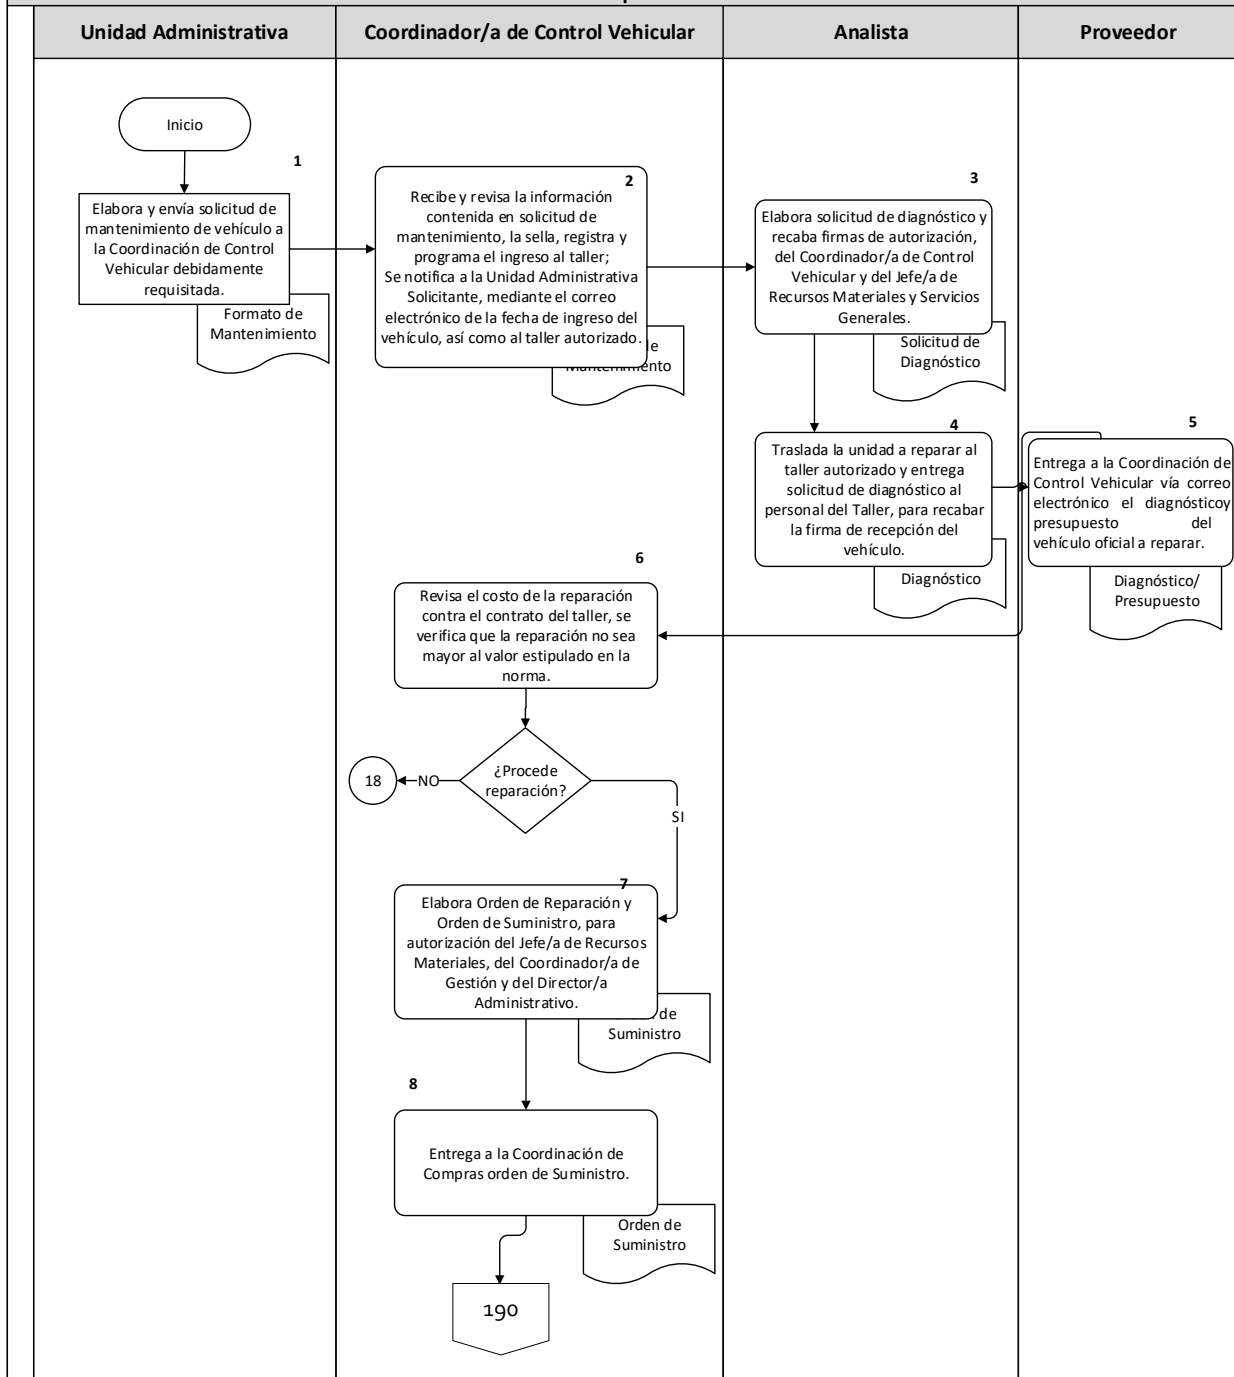 Unidad Administrativa
Coordinador/a de Control Vehicular
Analista
Proveedor
Inicio
1
Elabora y envía solicitud de
mantenimiento de vehículo a
la Coordinación de Control
Vehicular debidamente
requisitada.
Formato de
Mantenimiento
2
Recibe y revisa la información
contenida en solicitud de
mantenimiento, la sella, registra y
programa el ingreso al taller;
Se notifica a la Unidad Administrativa
Solicitante, mediante el correo
electrónico de la fecha de ingreso del
vehículo, así como al taller autorizado.
Mantenimiento
3
Elabora solicitud de diagnóstico y
recaba firmas de autorización,
del Coordinador/a de Control
Vehicular y del Jefe/a de
Recursos Materiales y Servicios
Generales.
Solicitud de
Diagnóstico
4
Traslada la unidad a reparar al
taller autorizado y entrega
solicitud de diagnóstico al
personal del Taller, para recabar
la firma de recepción del
vehículo.
Diagnóstico
5
Entrega a la Coordinación de
Control Vehicular vía correo
electrónico el diagnósticoy
presupuesto del
vehículo oficial a reparar.
Diagnóstico/
Presupuesto
6
Revisa el costo de la reparación
contra el contrato del taller, se
verifica que la reparación no sea
mayor al valor estipulado en la
norma.
¿Procede
reparación?
NO
18
SI
7
Elabora Orden de Reparación y
Orden de Suministro, para
autorización del Jefe/a de Recursos
Materiales, del Coordinador/a de
Gestión y del Director/a
Administrativo.
de
Suministro
8
Entrega a la Coordinación de
Compras orden de Suministro.
Orden de
Suministro
190